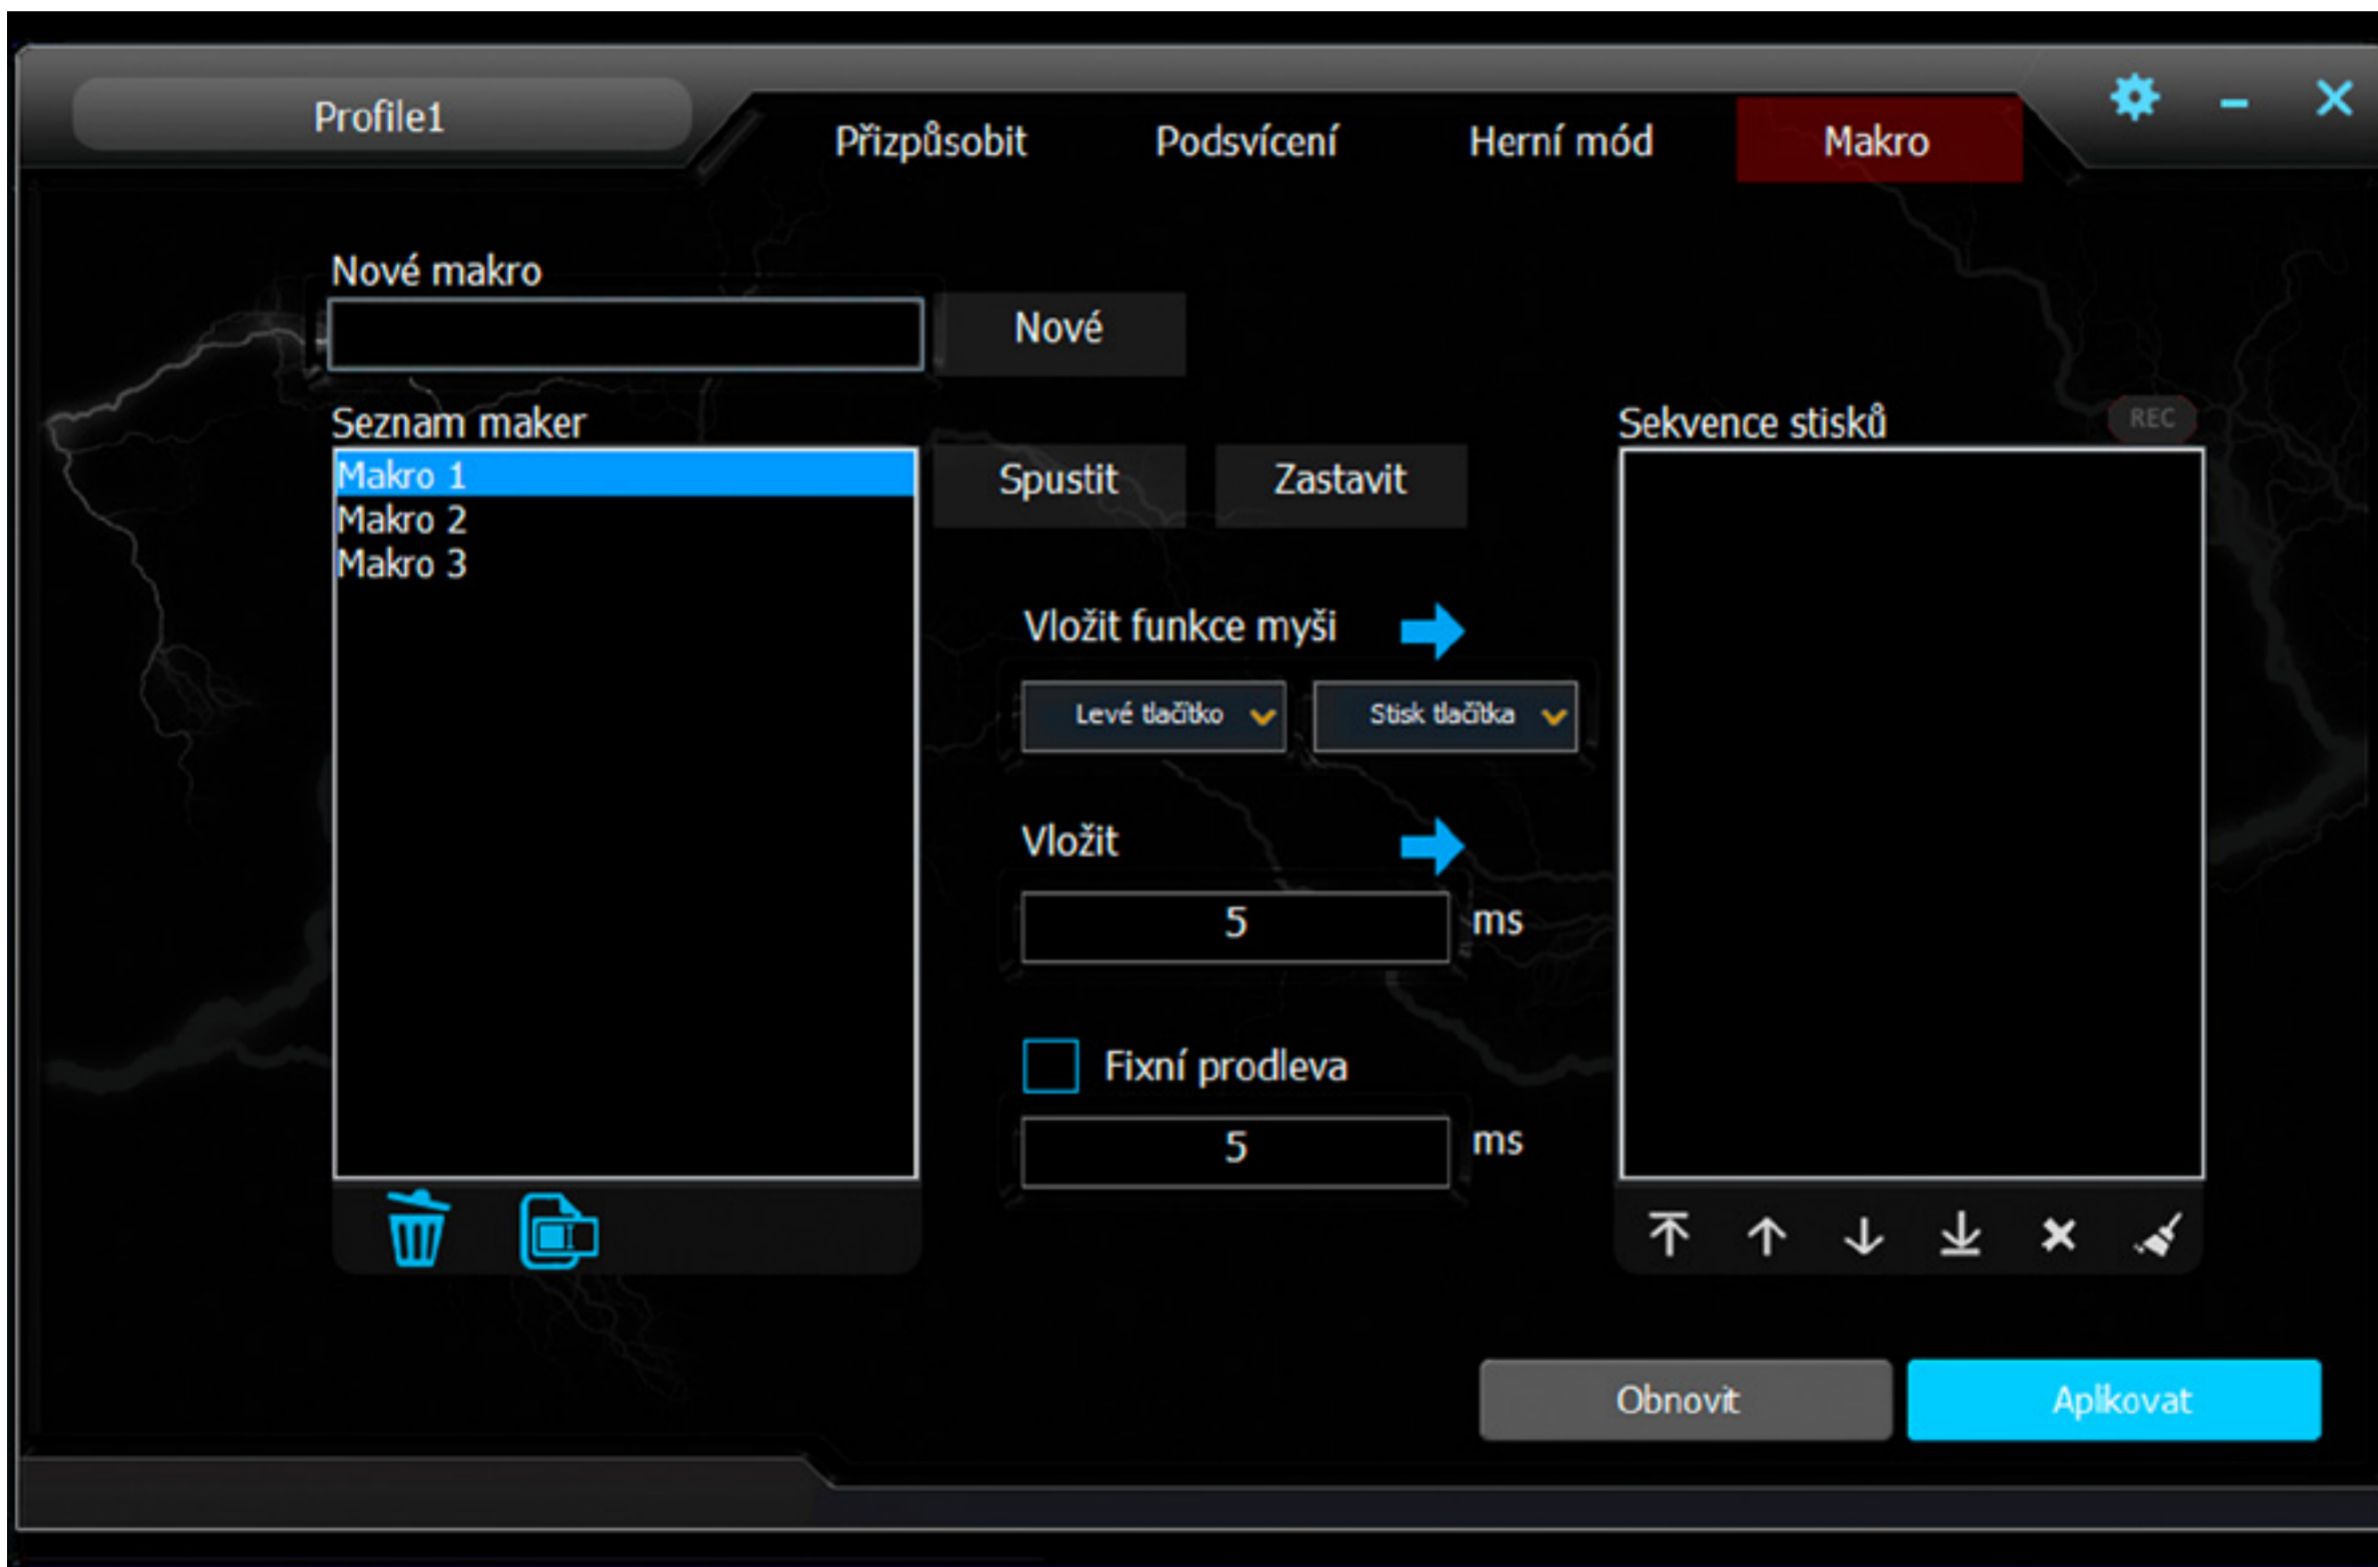 Profile1
Přizpůsobit
Podsvícení
Herní mód
Makro
Nové makro
Nové
Seznam maker
Makro 1
Makro 2
Makro 3
Spustit
Zastavit
Vložit funkce myši
Levé tlačítko
Stisk tlačítka
Vložit
5
ms
Fixní prodleva
5
ms
Sekvence stisků
REC
Obnovit
Aplikovat